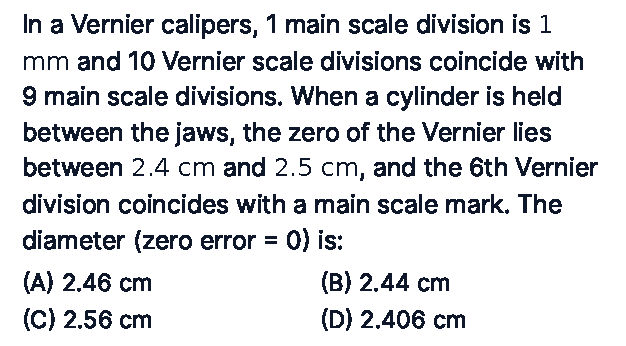 In a Vernier calipers, 1 main scale division is 1
mm and 10 Vernier scale divisions coincide with
9 main scale divisions. When a cylinder is held
between the jaws, the zero of the Vernier lies
between 2.4 cm and 2.5 cm, and the 6th Vernier
division coincides with a main scale mark. The
diameter (zero error = 0) is:
(A) 2.46 cm (B) 2.44 cm
(C) 2.56 cm (D) 2.406 cm